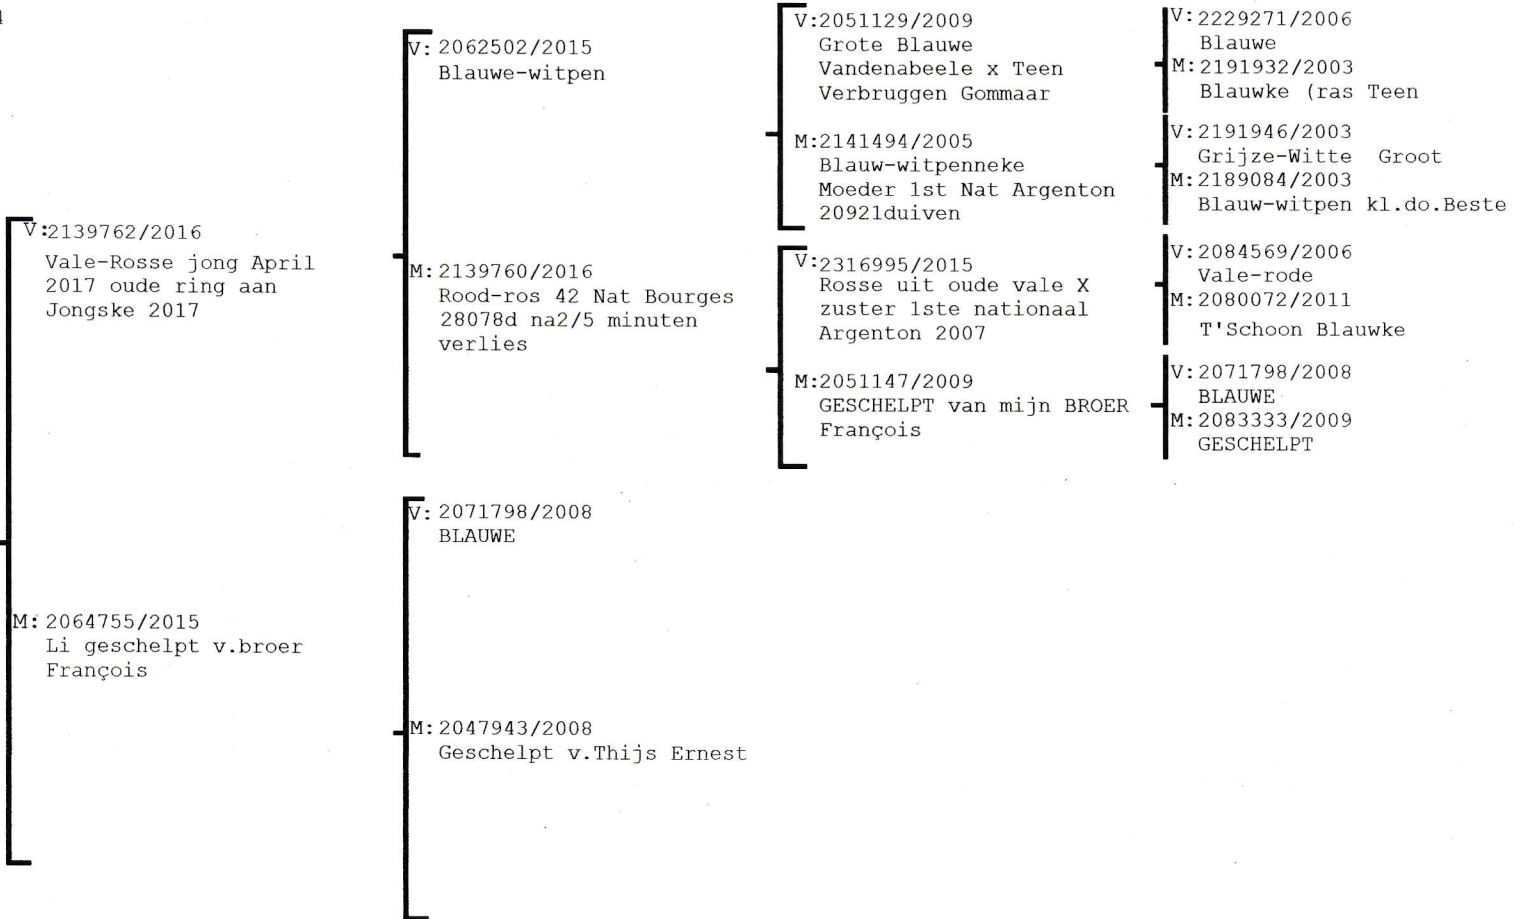 V:2139762/2016
Vale-Rosse jong April
2017 oude ring aan
Jongske 2017
M: 2064755/2015
Li geschelpt v.broer
François
V: 2062502/2015
Blauwe-witpen
M: 2139760/2016
Rood-ros 42 Nat Bourges
28078d na2/5 minuten
verlies
V: 2071798/2008
BLAUWE
M: 2047943/2008
Geschelpt v.Thijs Ernest
V:2051129/2009
Grote Blauwe
Vandenabeele x Teen
Verbruggen Gommaar
M:2141494/2005
Blauw-witpenneke
Moeder 1st Nat Argenton
20921duiven
V:2316995/2015
Rosse uit oude vale X
zuster 1ste nationaal
Argenton 2007
M:2051147/2009
GESCHELPT van mijn BROER
François
V: 2229271/2006
Blauwe
M: 2191932/2003
Blauwke (ras Teen
V: 2191946/2003
Grijze-Witte  Groot
M: 2189084/2003
Blauw-witpen kl.do.Beste
V: 2084569/2006
Vale-rode
M: 2080072/2011
T'Schoon Blauwke
V: 2071798/2008
BLAUWE
M: 2083333/2009
GESCHELPT